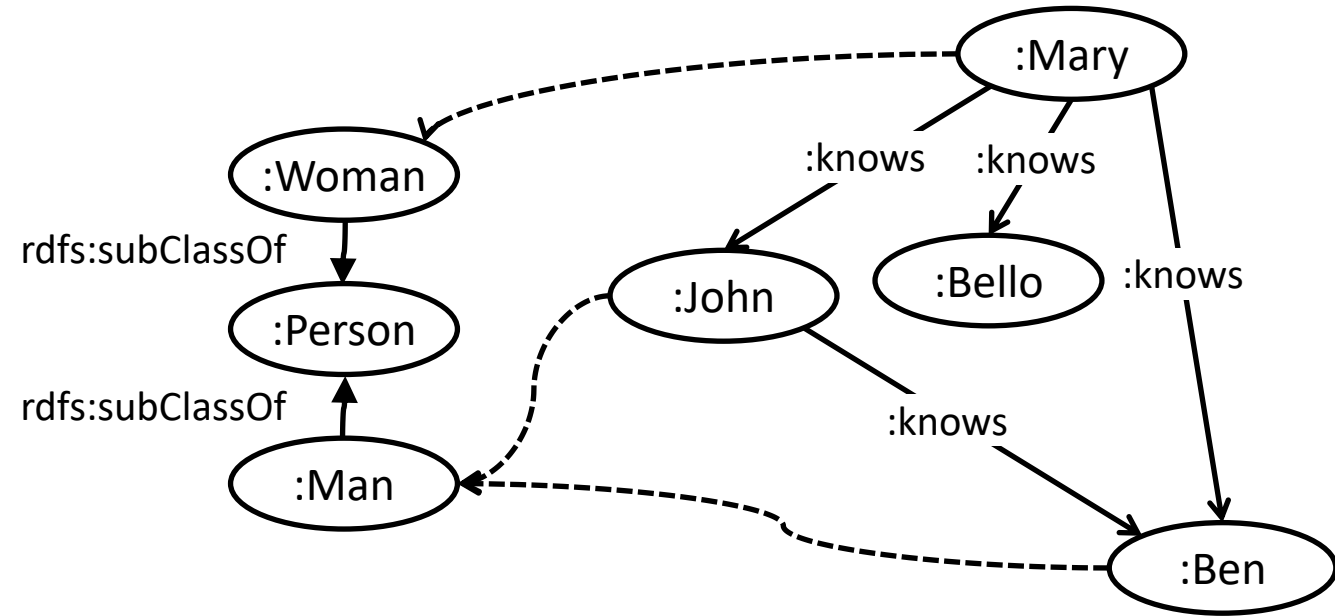 :Mary
:knows
:knows
:Woman
rdfs:subClassOf
:knows
:John
:Bello
:Person
rdfs:subClassOf
:knows
:Man
:Ben